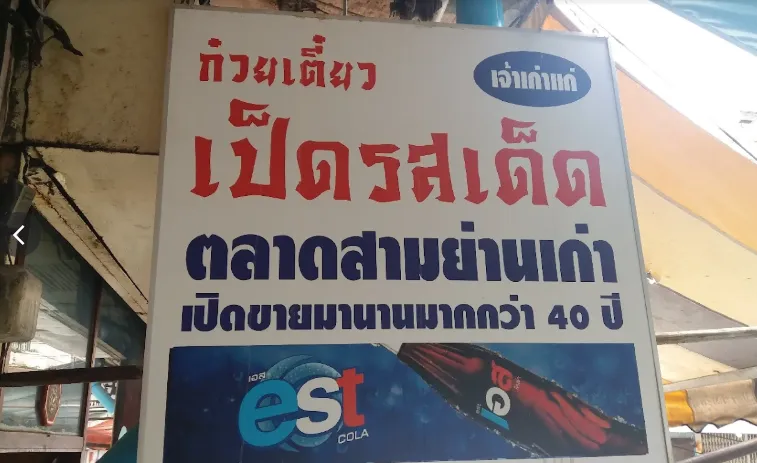 ก๋วยเตี๋ยว
เจ้าเก่าแก่
เป็ดรสเด็ด
ตลาดสามย่านเก่า
เปิดขายมานานมากกว่า 40 ปี
เอส
est
COLA